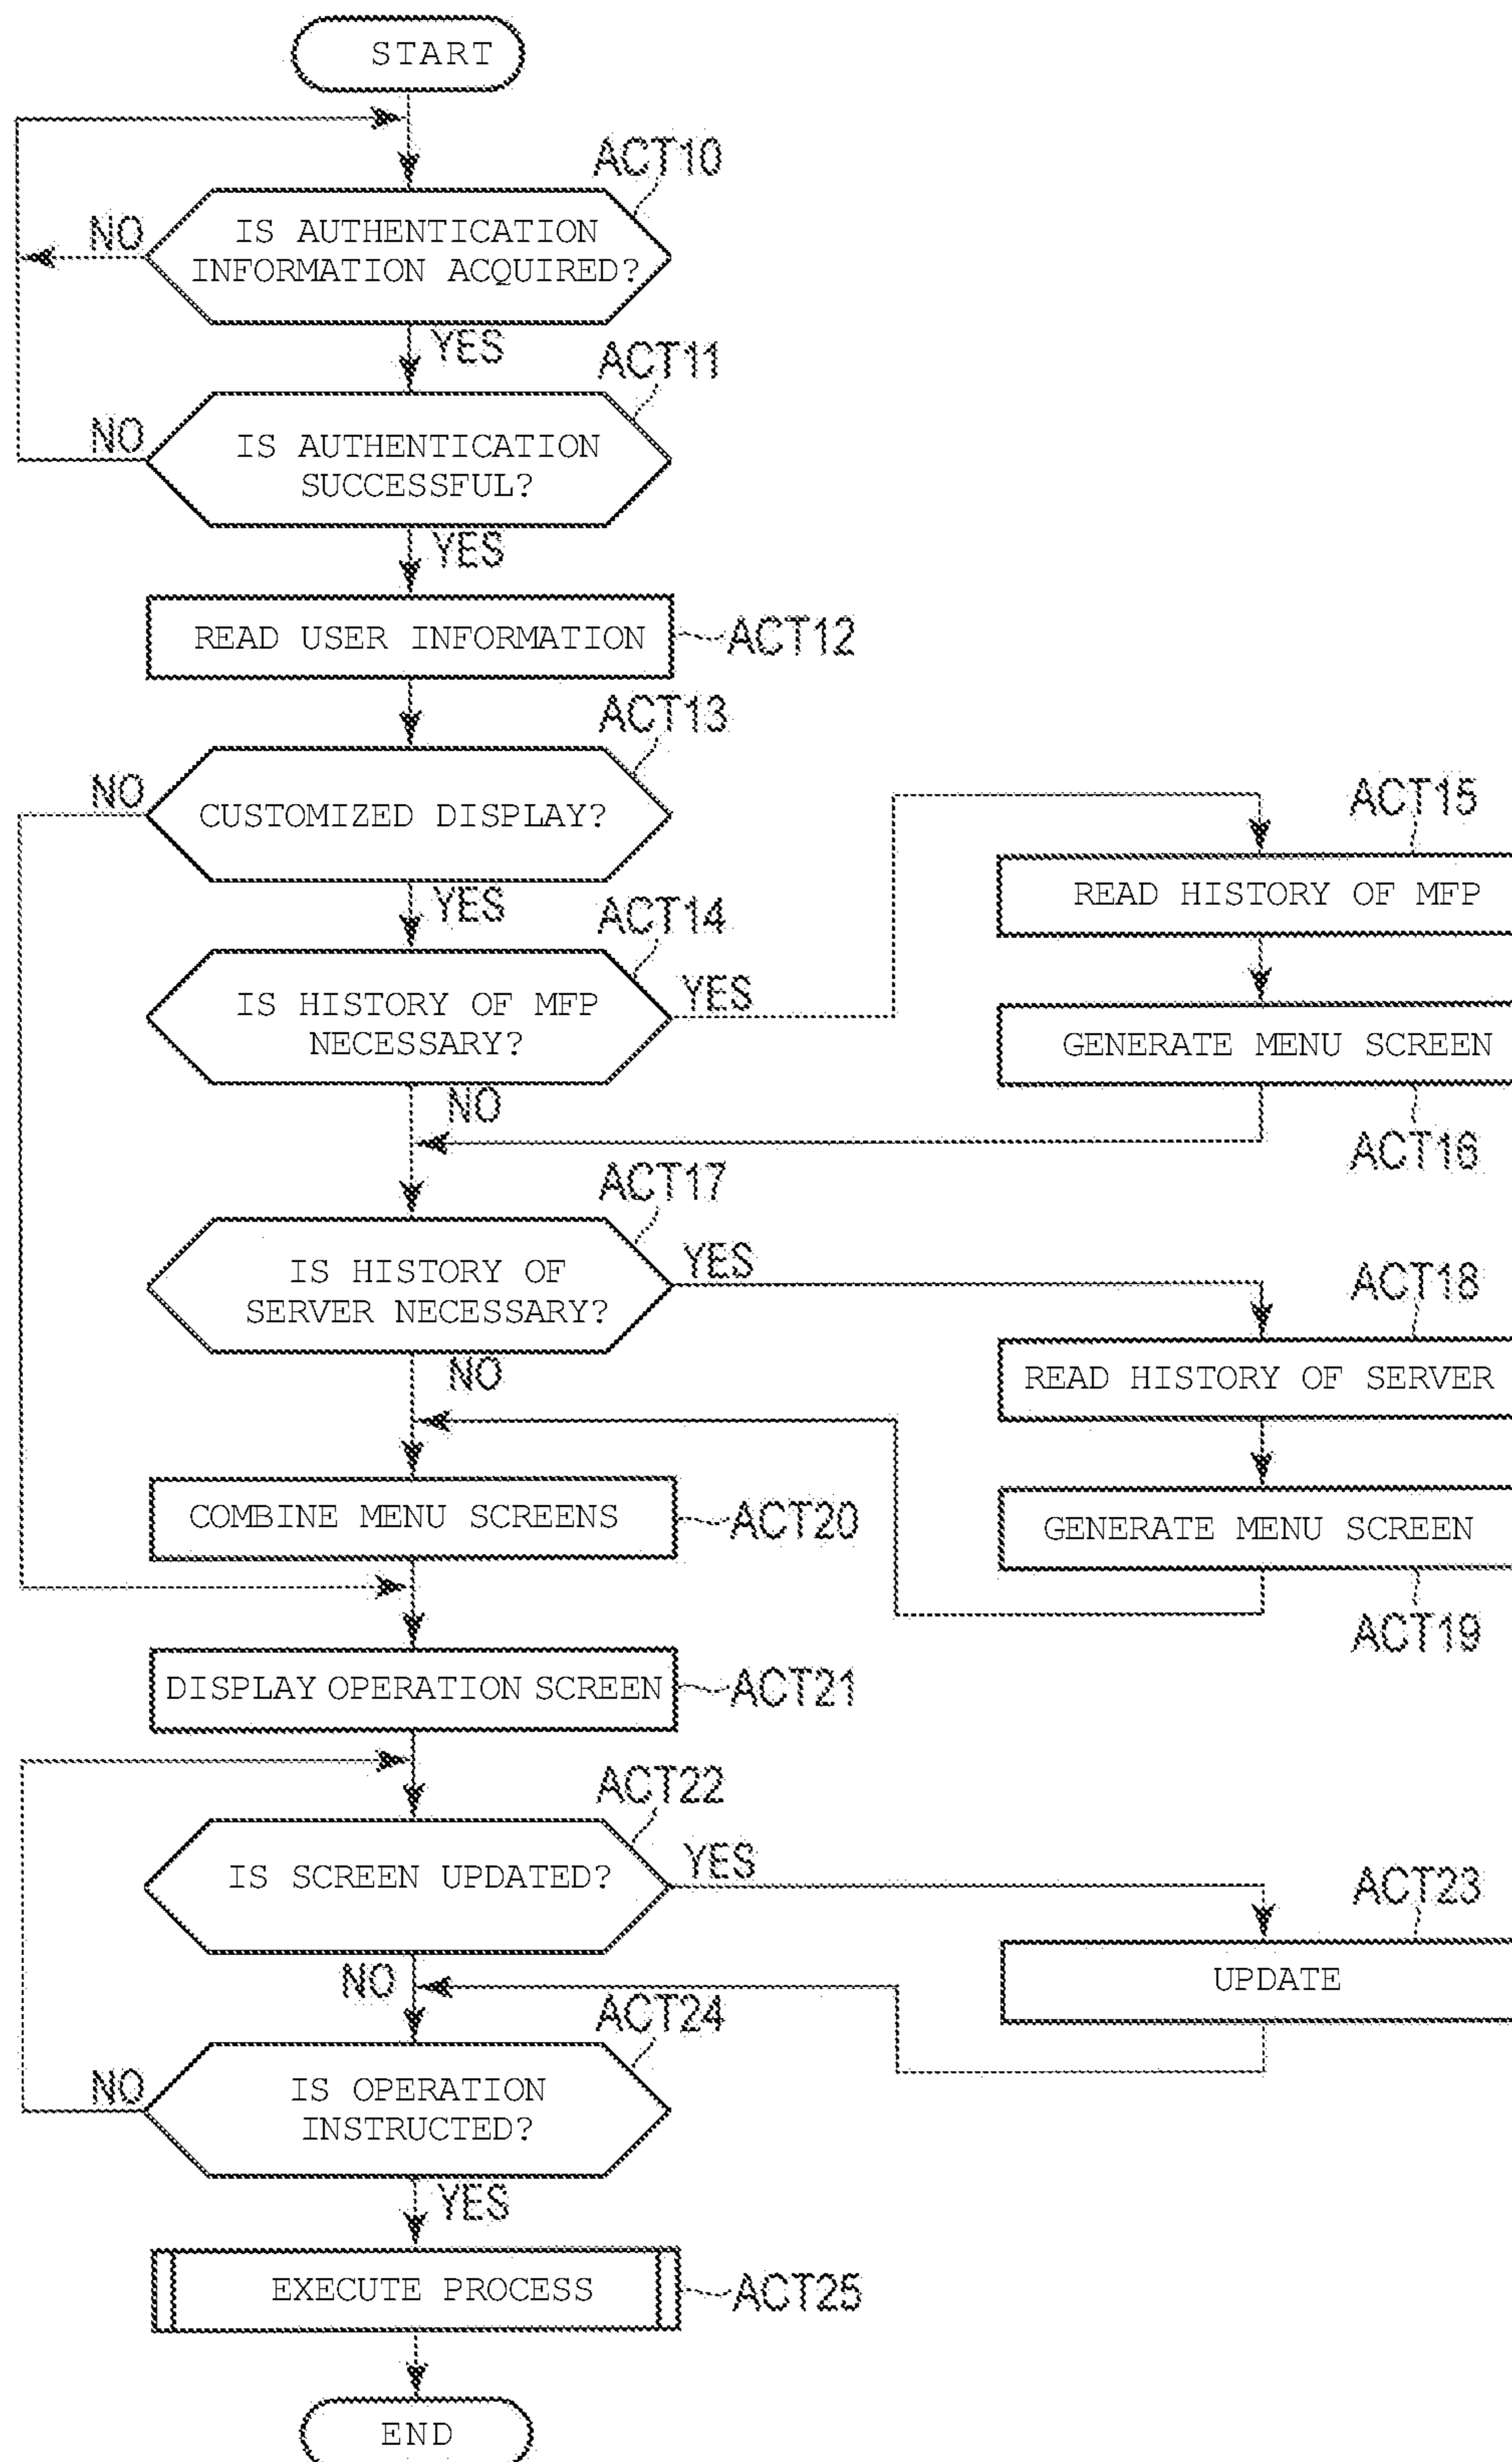 START
ACT10
IS AUTHENTICATION
INFORMATION ACQUIRED?
NO
YES
ACT11
IS AUTHENTICATION
SUCCESSFUL?
NO
YES
READ USER INFORMATION
ACT12
ACT13
CUSTOMIZED DISPLAY?
NO
YES
ACT14
IS HISTORY OF MFP
NECESSARY?
YES
NO
ACT15
READ HISTORY OF MFP
GENERATE MENU SCREEN
ACT16
ACT17
IS HISTORY OF
SERVER NECESSARY?
YES
NO
ACT18
READ HISTORY OF SERVER
GENERATE MENU SCREEN
ACT19
COMBINE MENU SCREENS
ACT20
DISPLAY OPERATION SCREEN
ACT21
ACT22
IS SCREEN UPDATED?
YES
NO
ACT23
UPDATE
ACT24
IS OPERATION
INSTRUCTED?
NO
YES
EXECUTE PROCESS
ACT25
END